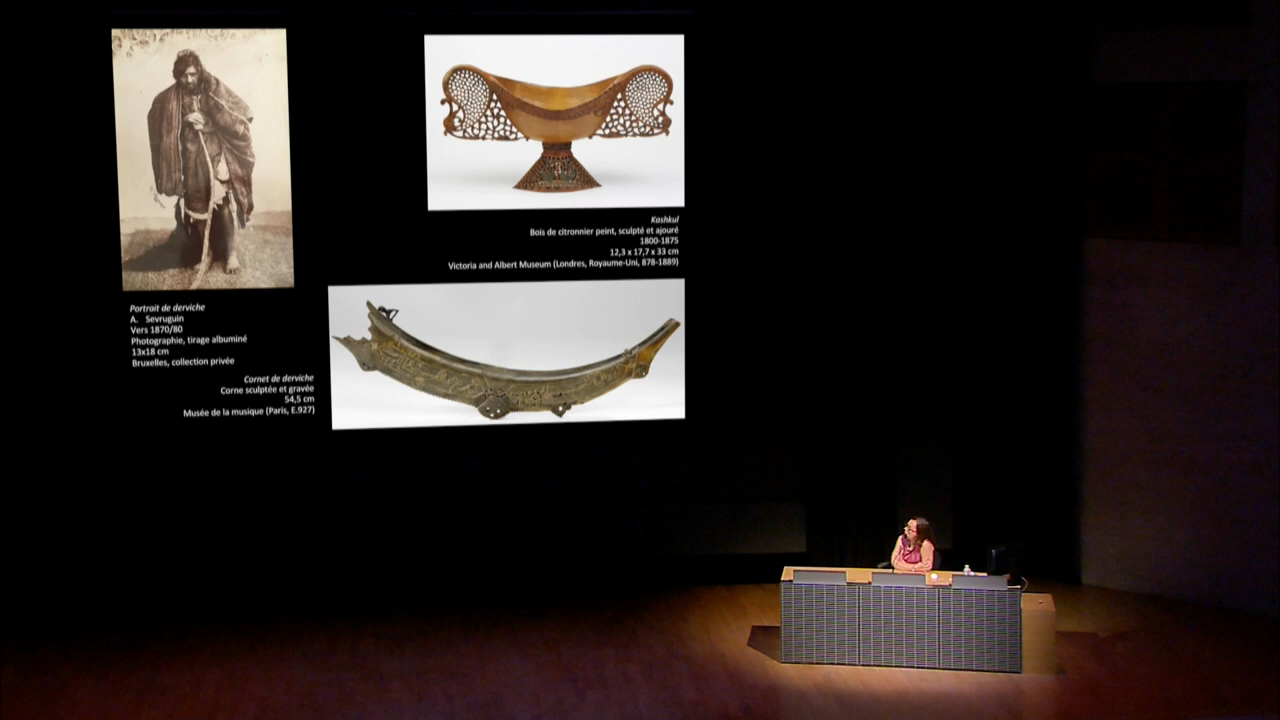 Kashkul
Bois de citronnier peint, sculpté et ajouré
1800-1875
12,3 x 17,7 x 33 cm
Victoria and Albert Museum (Londres, Royaume-Uni, 878-1889)
Portrait de derviche
A. Sevruguin
Vers 1870/80
Photographie, tirage albuminé
13x18 cm
Bruxelles, collection privée
Cornet de derviche
Corne sculptée et gravée
54,5 cm
Musée de la musique (Paris, E.927)